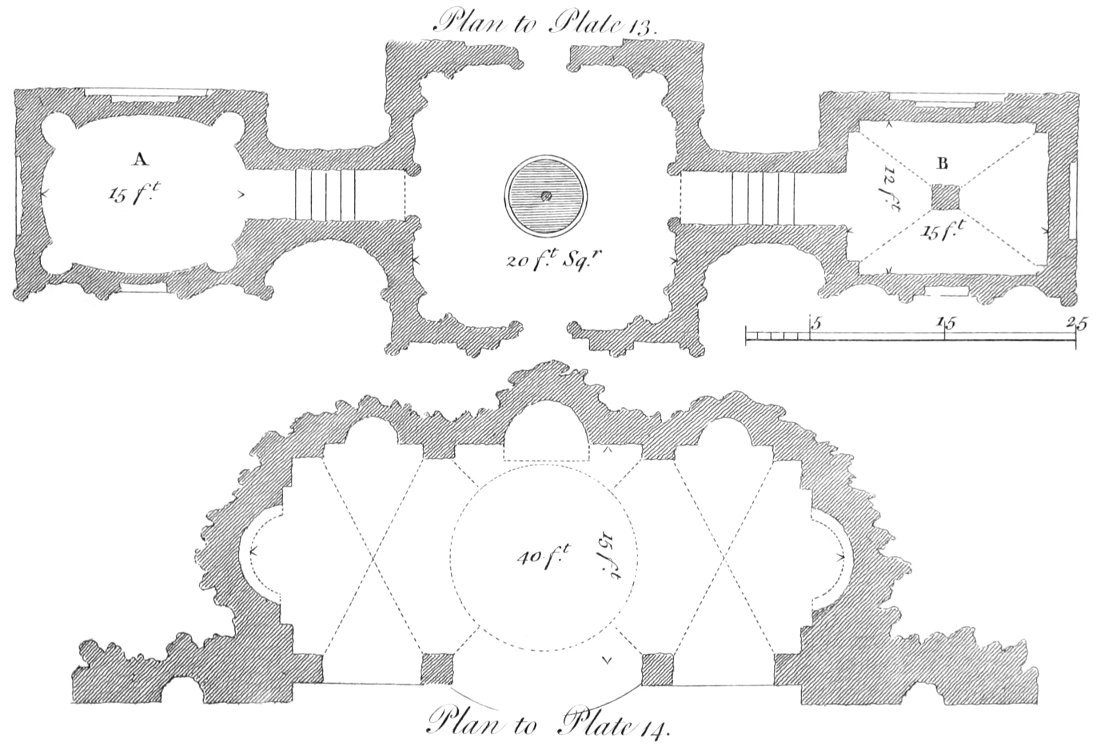 Plan to Plate 13.
A
15 f.t
20 f.t Sq.r
B
12 f.t
15 f.t
5 15 25
40 f.t
15 f.t
Plan to Plate 14.